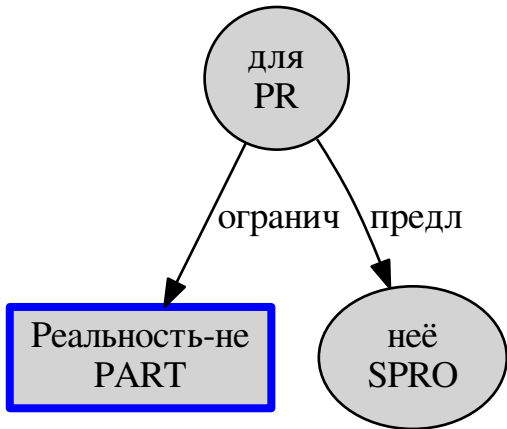 для
PR
огранич
предл
Реальность-не
PART
неё
SPRO